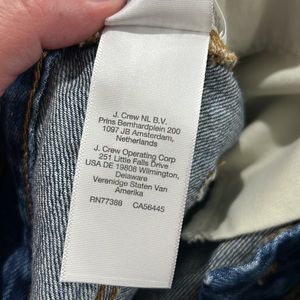 J. Crew NL B.V.
Prins Bernhardplein 200
1097 JB Amsterdam,
Netherlands
J. Crew Operating Corp
251 Little Falls Drive
USA DE 19808 Wilmington,
Delaware
Verenidge Staten Van
Amerika
RN77388 CA56445